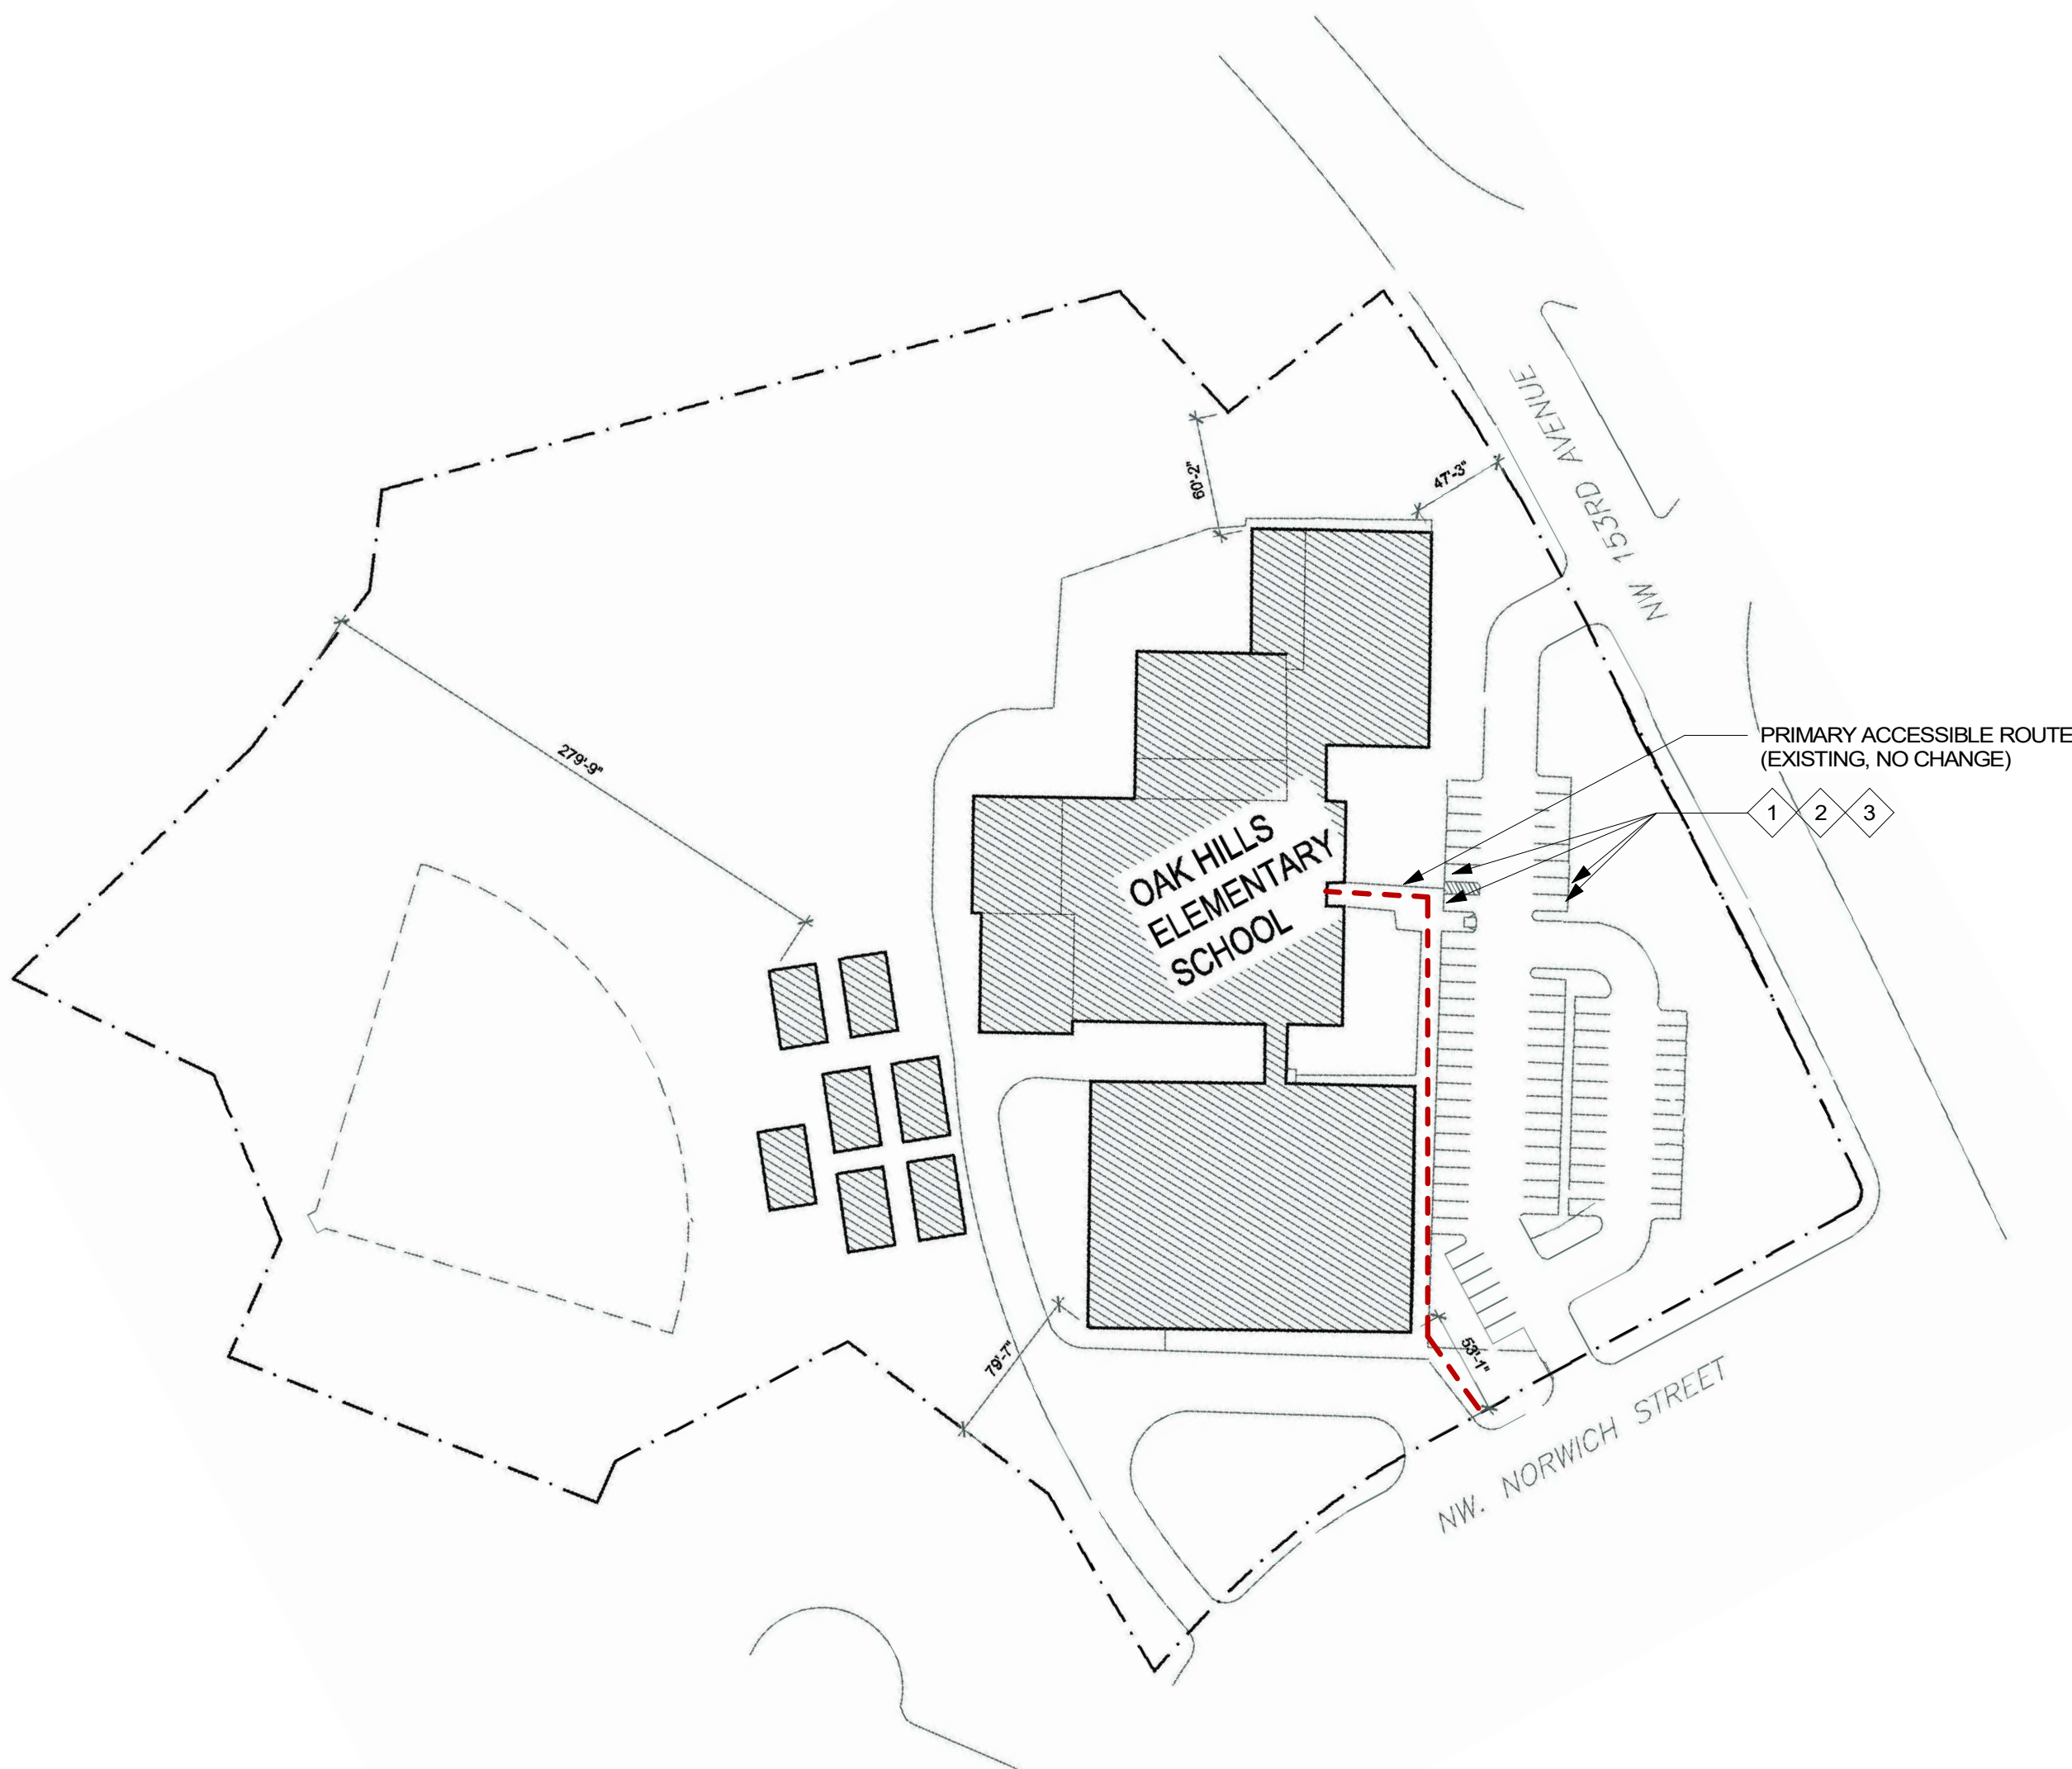 NW 153RD AVENUE
60'-2"
47'-3"
279'-9"
PRIMARY ACCESSIBLE ROUTE
(EXISTING, NO CHANGE)
1 2 3
OAK HILLS
ELEMENTARY
SCHOOL
79'-7"
53'-1"
NW. NORWICH STREET